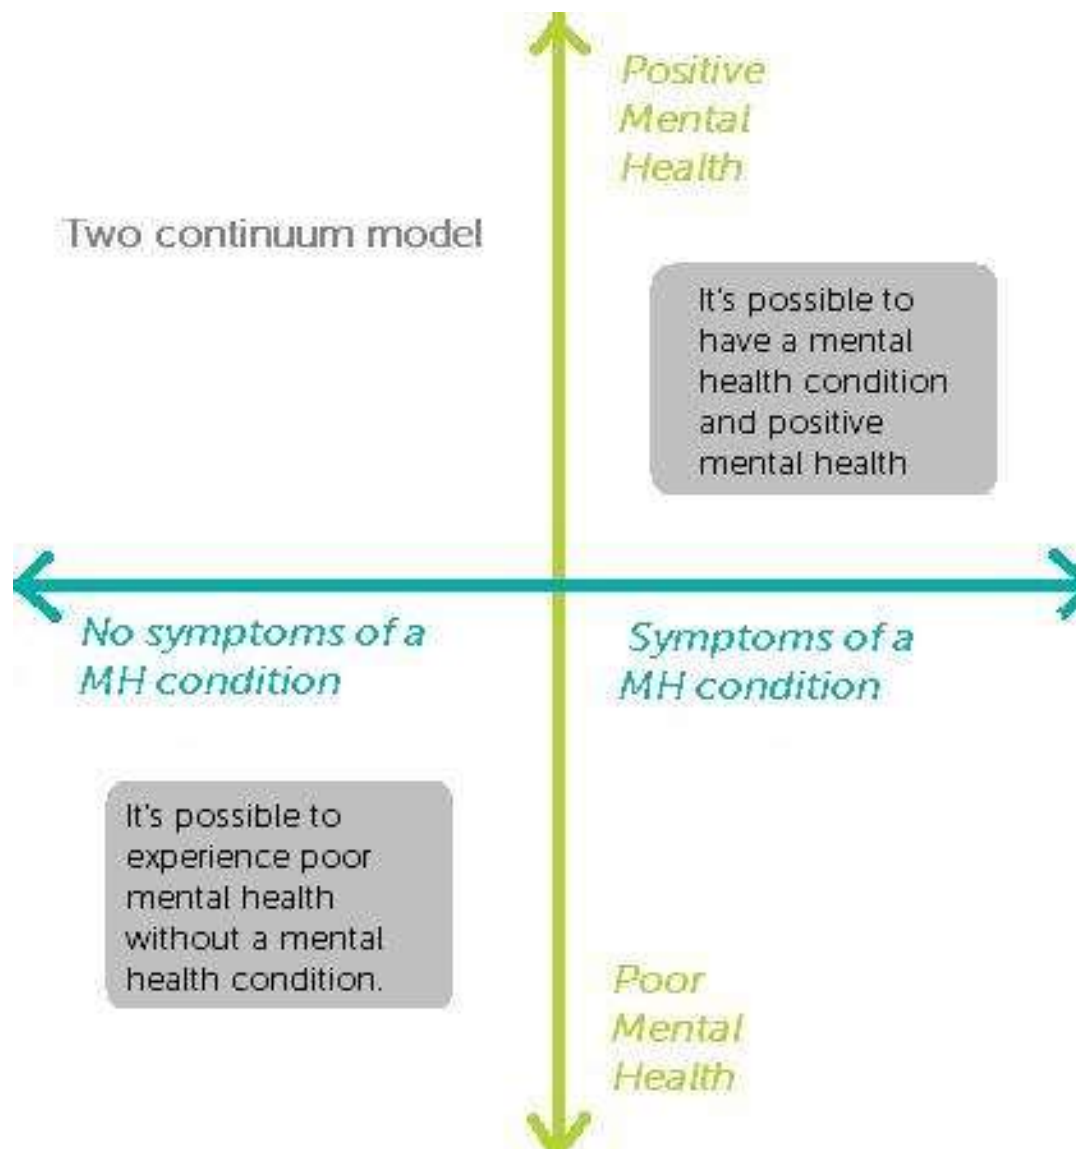 Positive
Mental
Health
Two continuum model
It's possible to
have a mental
health condition
and positive
mental health
No symptoms of a
MH condition
Symptoms of a
MH condition
It's possible to
experience poor
mental health
without a mental
health condition.
Poor
Mental
Health